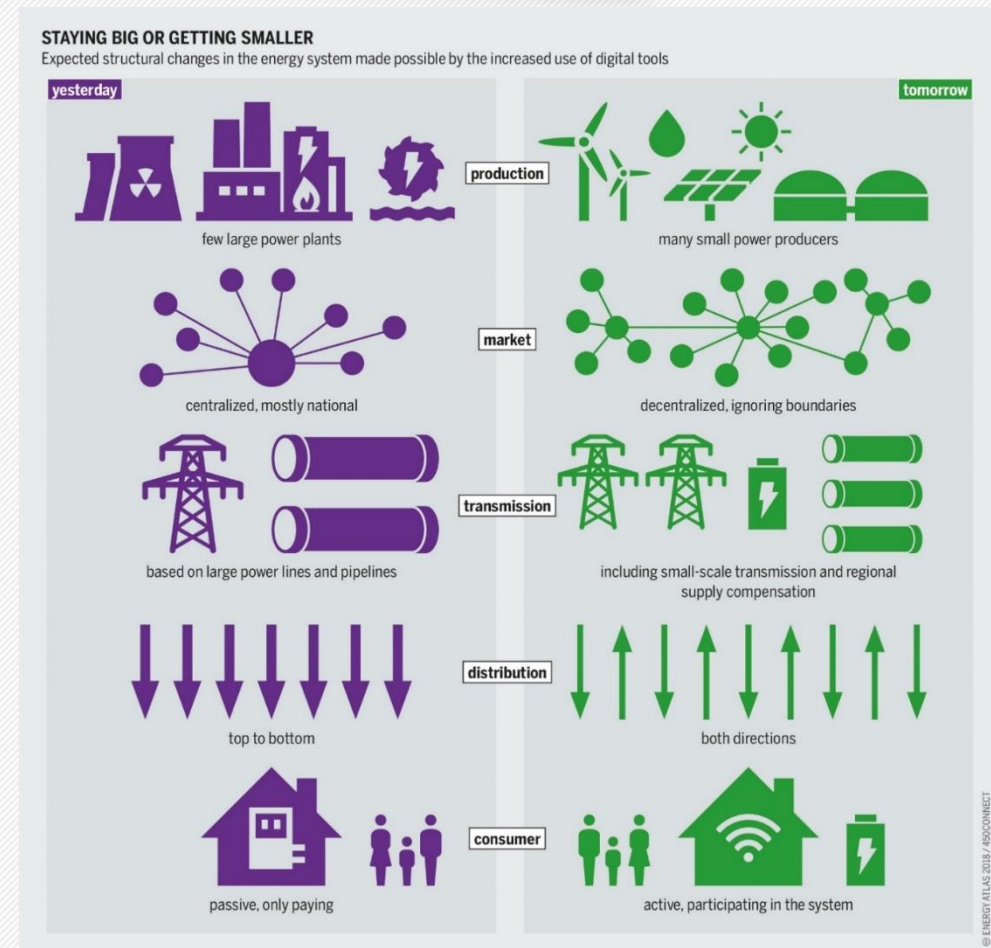 STAYING BIG OR GETTING SMALLER
Expected structural changes in the energy system made possible by the increased use of digital tools
yesterday
tomorrow
production
few large power plants
many small power producers
market
centralized, mostly national
decentralized, ignoring boundaries
transmission
based on large power lines and pipelines
including small-scale transmission and regional
supply compensation
distribution
top to bottom
both directions
consumer
passive, only paying
active, participating in the system
© ENERGY ATLAS 2018 / 450CONNECT